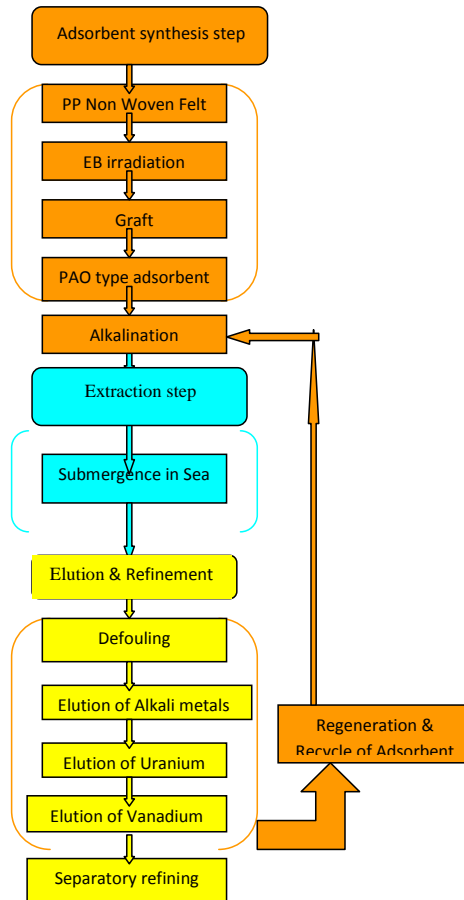 Adsorbent synthesis step
PP Non Woven Felt
EB irradiation
Graft
PAO type adsorbent
Alkalination
Extraction step
Submergence in Sea
Elution & Refinement
Defouling
Elution of Alkali metals
Elution of Uranium
Elution of Vanadium
Separatory refining
Regeneration &
Recycle of Adsorbent